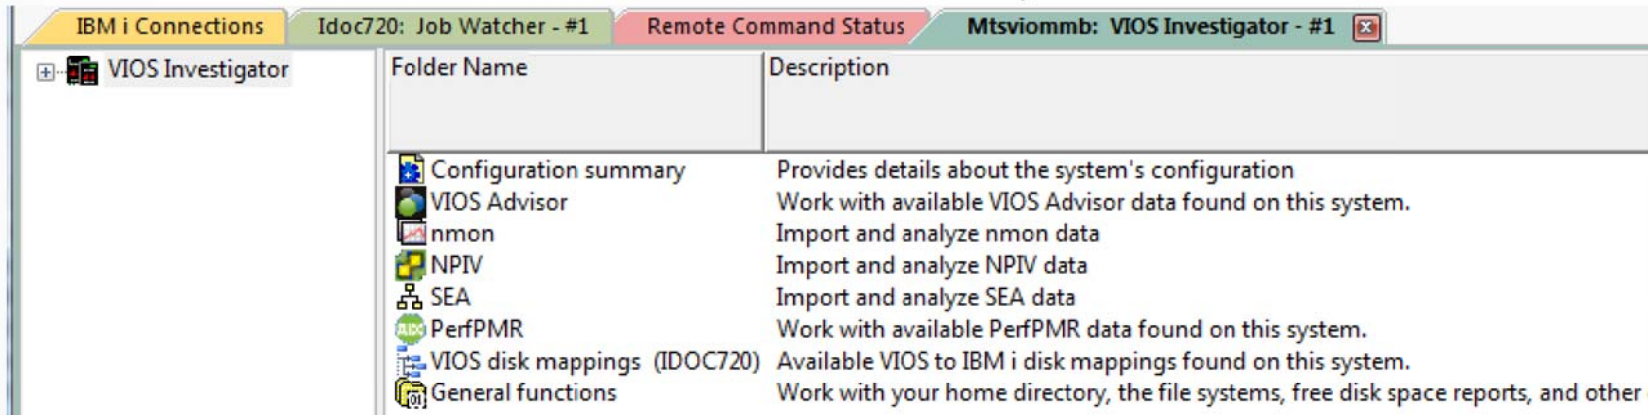 IBM i Connections Idoc720: Job Watcher - #1 Remote Command Status Mtsviommb: VIOS Investigator - #1
VIOS Investigator Folder Name Description
Configuration summary Provides details about the system's configuration
VIOS Advisor Work with available VIOS Advisor data found on this system.
nmon Import and analyze nmon data
NPIV Import and analyze NPIV data
SEA Import and analyze SEA data
PerfPMR Work with available PerfPMR data found on this system.
VIOS disk mappings (IDOC720) Available VIOS to IBM i disk mappings found on this system.
General functions Work with your home directory, the file systems, free disk space reports, and other